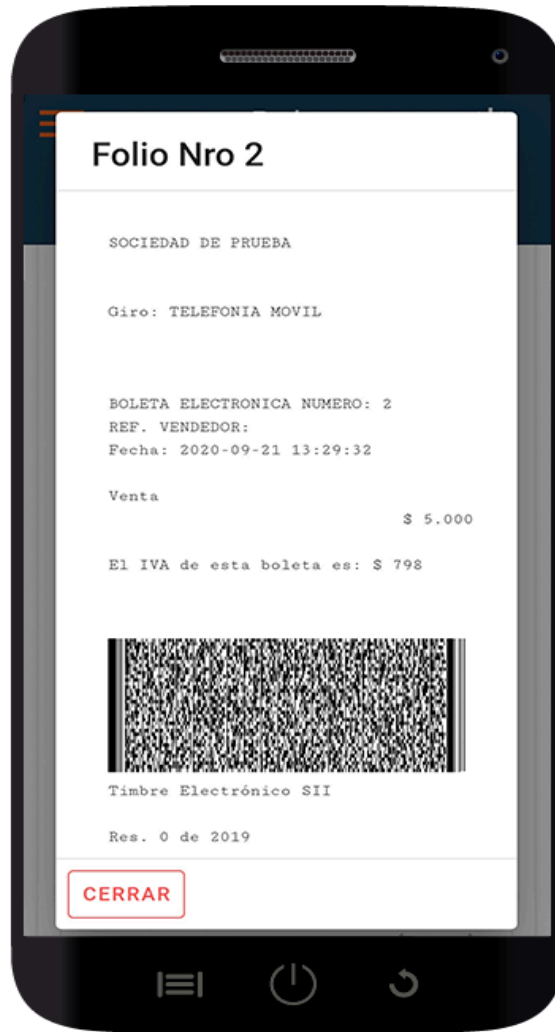 Folio Nro 2
SOCIEDAD DE PRUEBA
Giro: TELEFONIA MOVIL
BOLETA ELECTRONICA NUMERO: 2
REF. VENDEDOR:
Fecha: 2020-09-21 13:29:32
Venta
$ 5.000
El IVA de esta boleta es: $ 798
Timbre Electrónico SII
Res. 0 de 2019
CERRAR